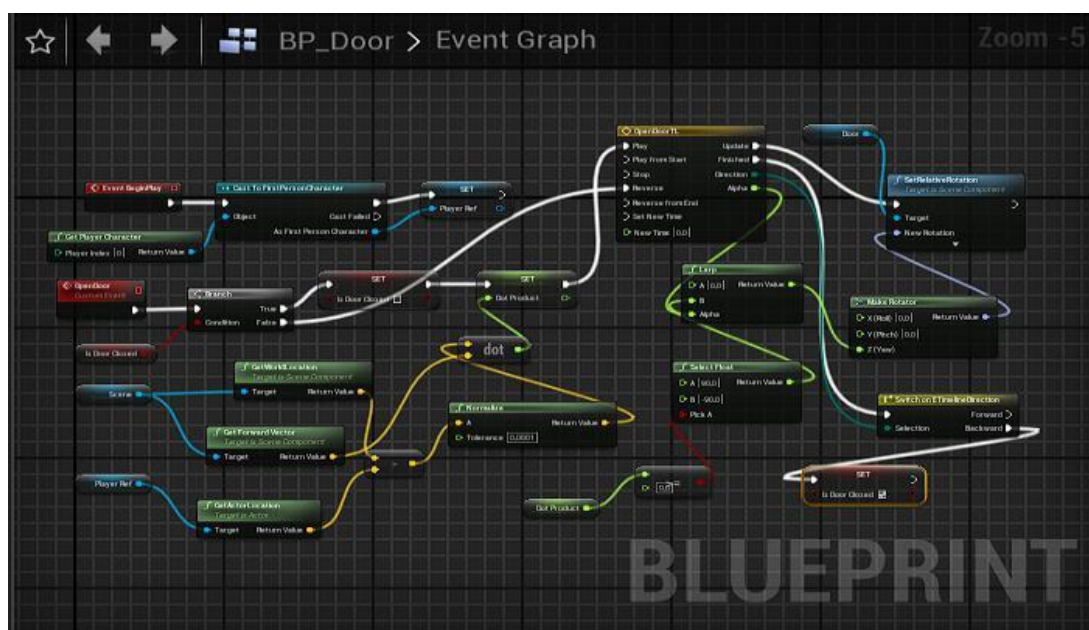 BP_Door > Event Graph
Zoom -5
OpenDoorTL
Play
Update
Play from Start
Finished
Stop
Direction
Reverse
Alpha
Reverse from End
Set New Time
New Time 0,0
Door
SetRelativeRotation
Target is Scene Component
Target
New Rotation
Event BeginPlay
Cast To FirstPersonCharacter
Object
Cast Failed
As First Person Character
SET
Player Ref
Get Player Character
Player Index 0
Return Value
OpenDoor
Custom Event
Branch
True
Condition
False
SET
Is Door Closed
SET
Dot Product
Is Door Closed
dot
Lerp
A 0,0
Return Value
B
Alpha
Make Rotator
X (Roll) 0,0
Return Value
Y (Pitch) 0,0
Z (Yaw)
Scene
GetWorldLocation
Target is Scene Component
Target
Return Value
Get Forward Vector
Target is Scene Component
Target
Return Value
Normalize
A
Return Value
Tolerance 0,0001
Select Float
A 90,0
Return Value
B -90,0
Pick A
Switch on ETimelineDirection
Forward
Selection
Backward
Player Ref
GetActorLocation
Target is Actor
Target
Return Value
Dot Product
0,0
SET
Is Door Closed
BLUEPRINT